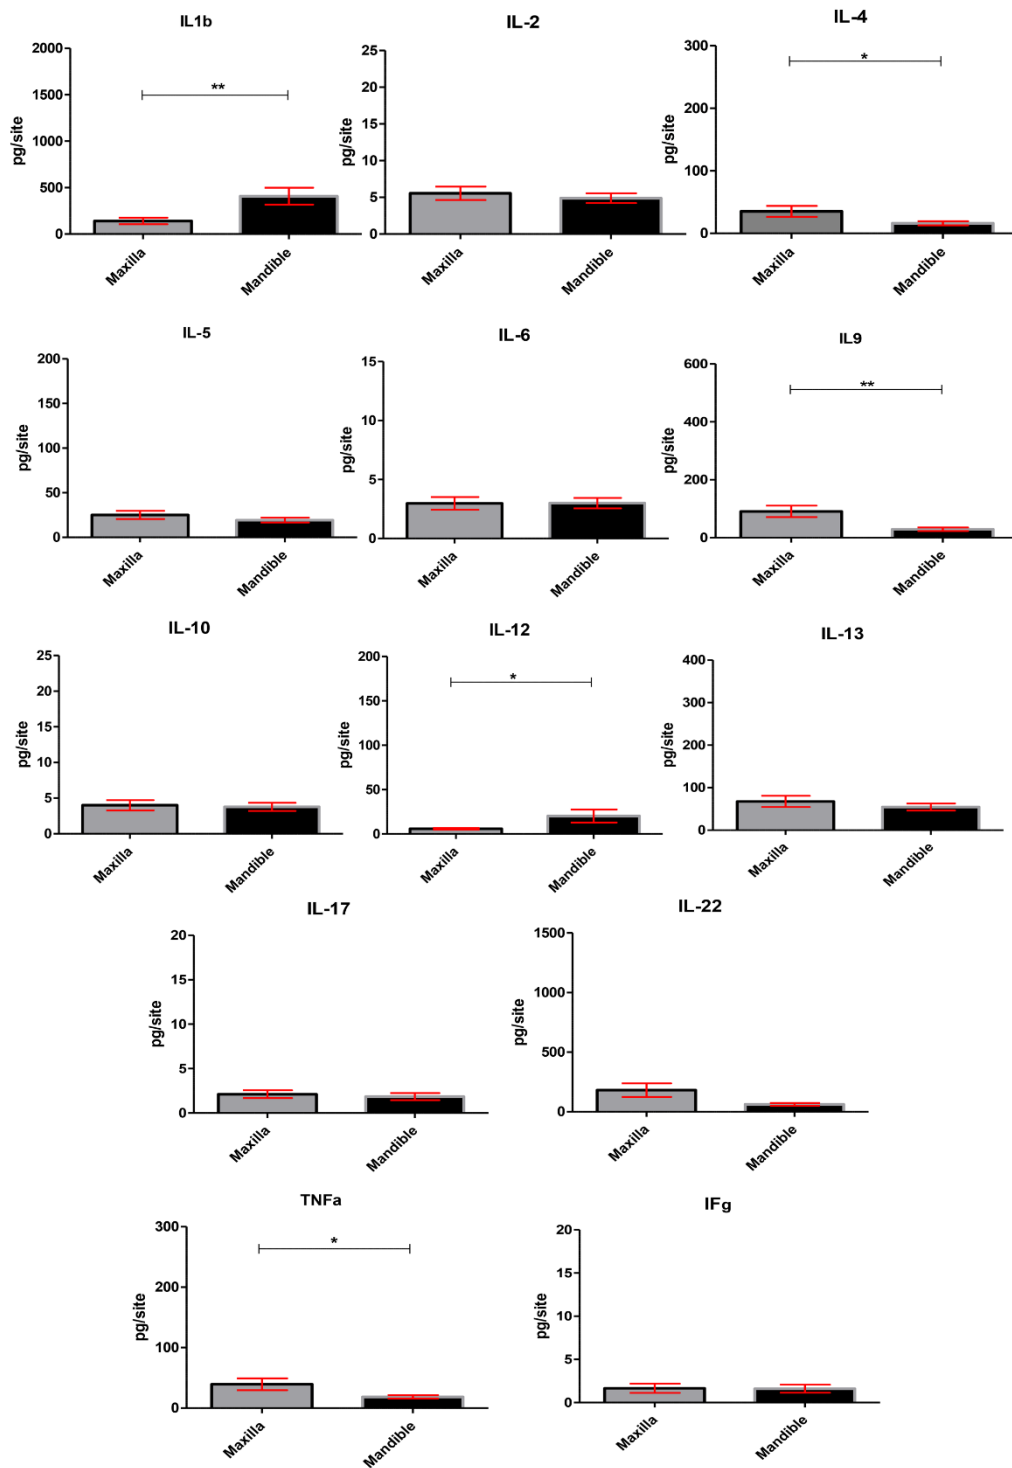 IL1b
2000
1500
1000
500
0
pg/site
**
Maxilla
Mandible
IL-2
25
20
15
10
5
0
pg/site
Maxilla
Mandible
IL-4
300
200
100
0
pg/site
*
Maxilla
Mandible
IL-5
200
150
100
50
0
pg/site
Maxilla
Mandible
IL-6
15
10
5
0
pg/site
Maxilla
Mandible
IL9
600
400
200
0
pg/site
**
Maxilla
Mandible
IL-10
25
20
15
10
5
0
pg/site
Maxilla
Mandible
IL-12
200
150
100
50
0
pg/site
*
Maxilla
Mandible
IL-13
400
300
200
100
0
pg/site
Maxilla
Mandible
IL-17
20
15
10
5
0
pg/site
Maxilla
Mandible
IL-22
1500
1000
500
0
pg/site
Maxilla
Mandible
TNFa
300
200
100
0
pg/site
*
Maxilla
Mandible
IFg
20
15
10
5
0
pg/site
Maxilla
Mandible